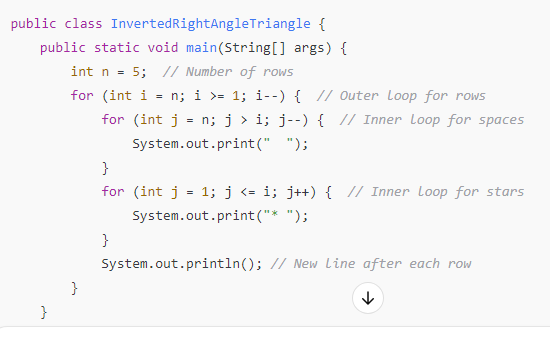 public class InvertedRightAngleTriangle {
    public static void main(String[] args) {
        int n = 5;  // Number of rows
        for (int i = n; i >= 1; i--) {  // Outer loop for rows
            for (int j = n; j > i; j--) {  // Inner loop for spaces
                System.out.print("  ");
            }
            for (int j = 1; j <= i; j++) {  // Inner loop for stars
                System.out.print("* ");
            }
            System.out.println(); // New line after each row
        }
    }